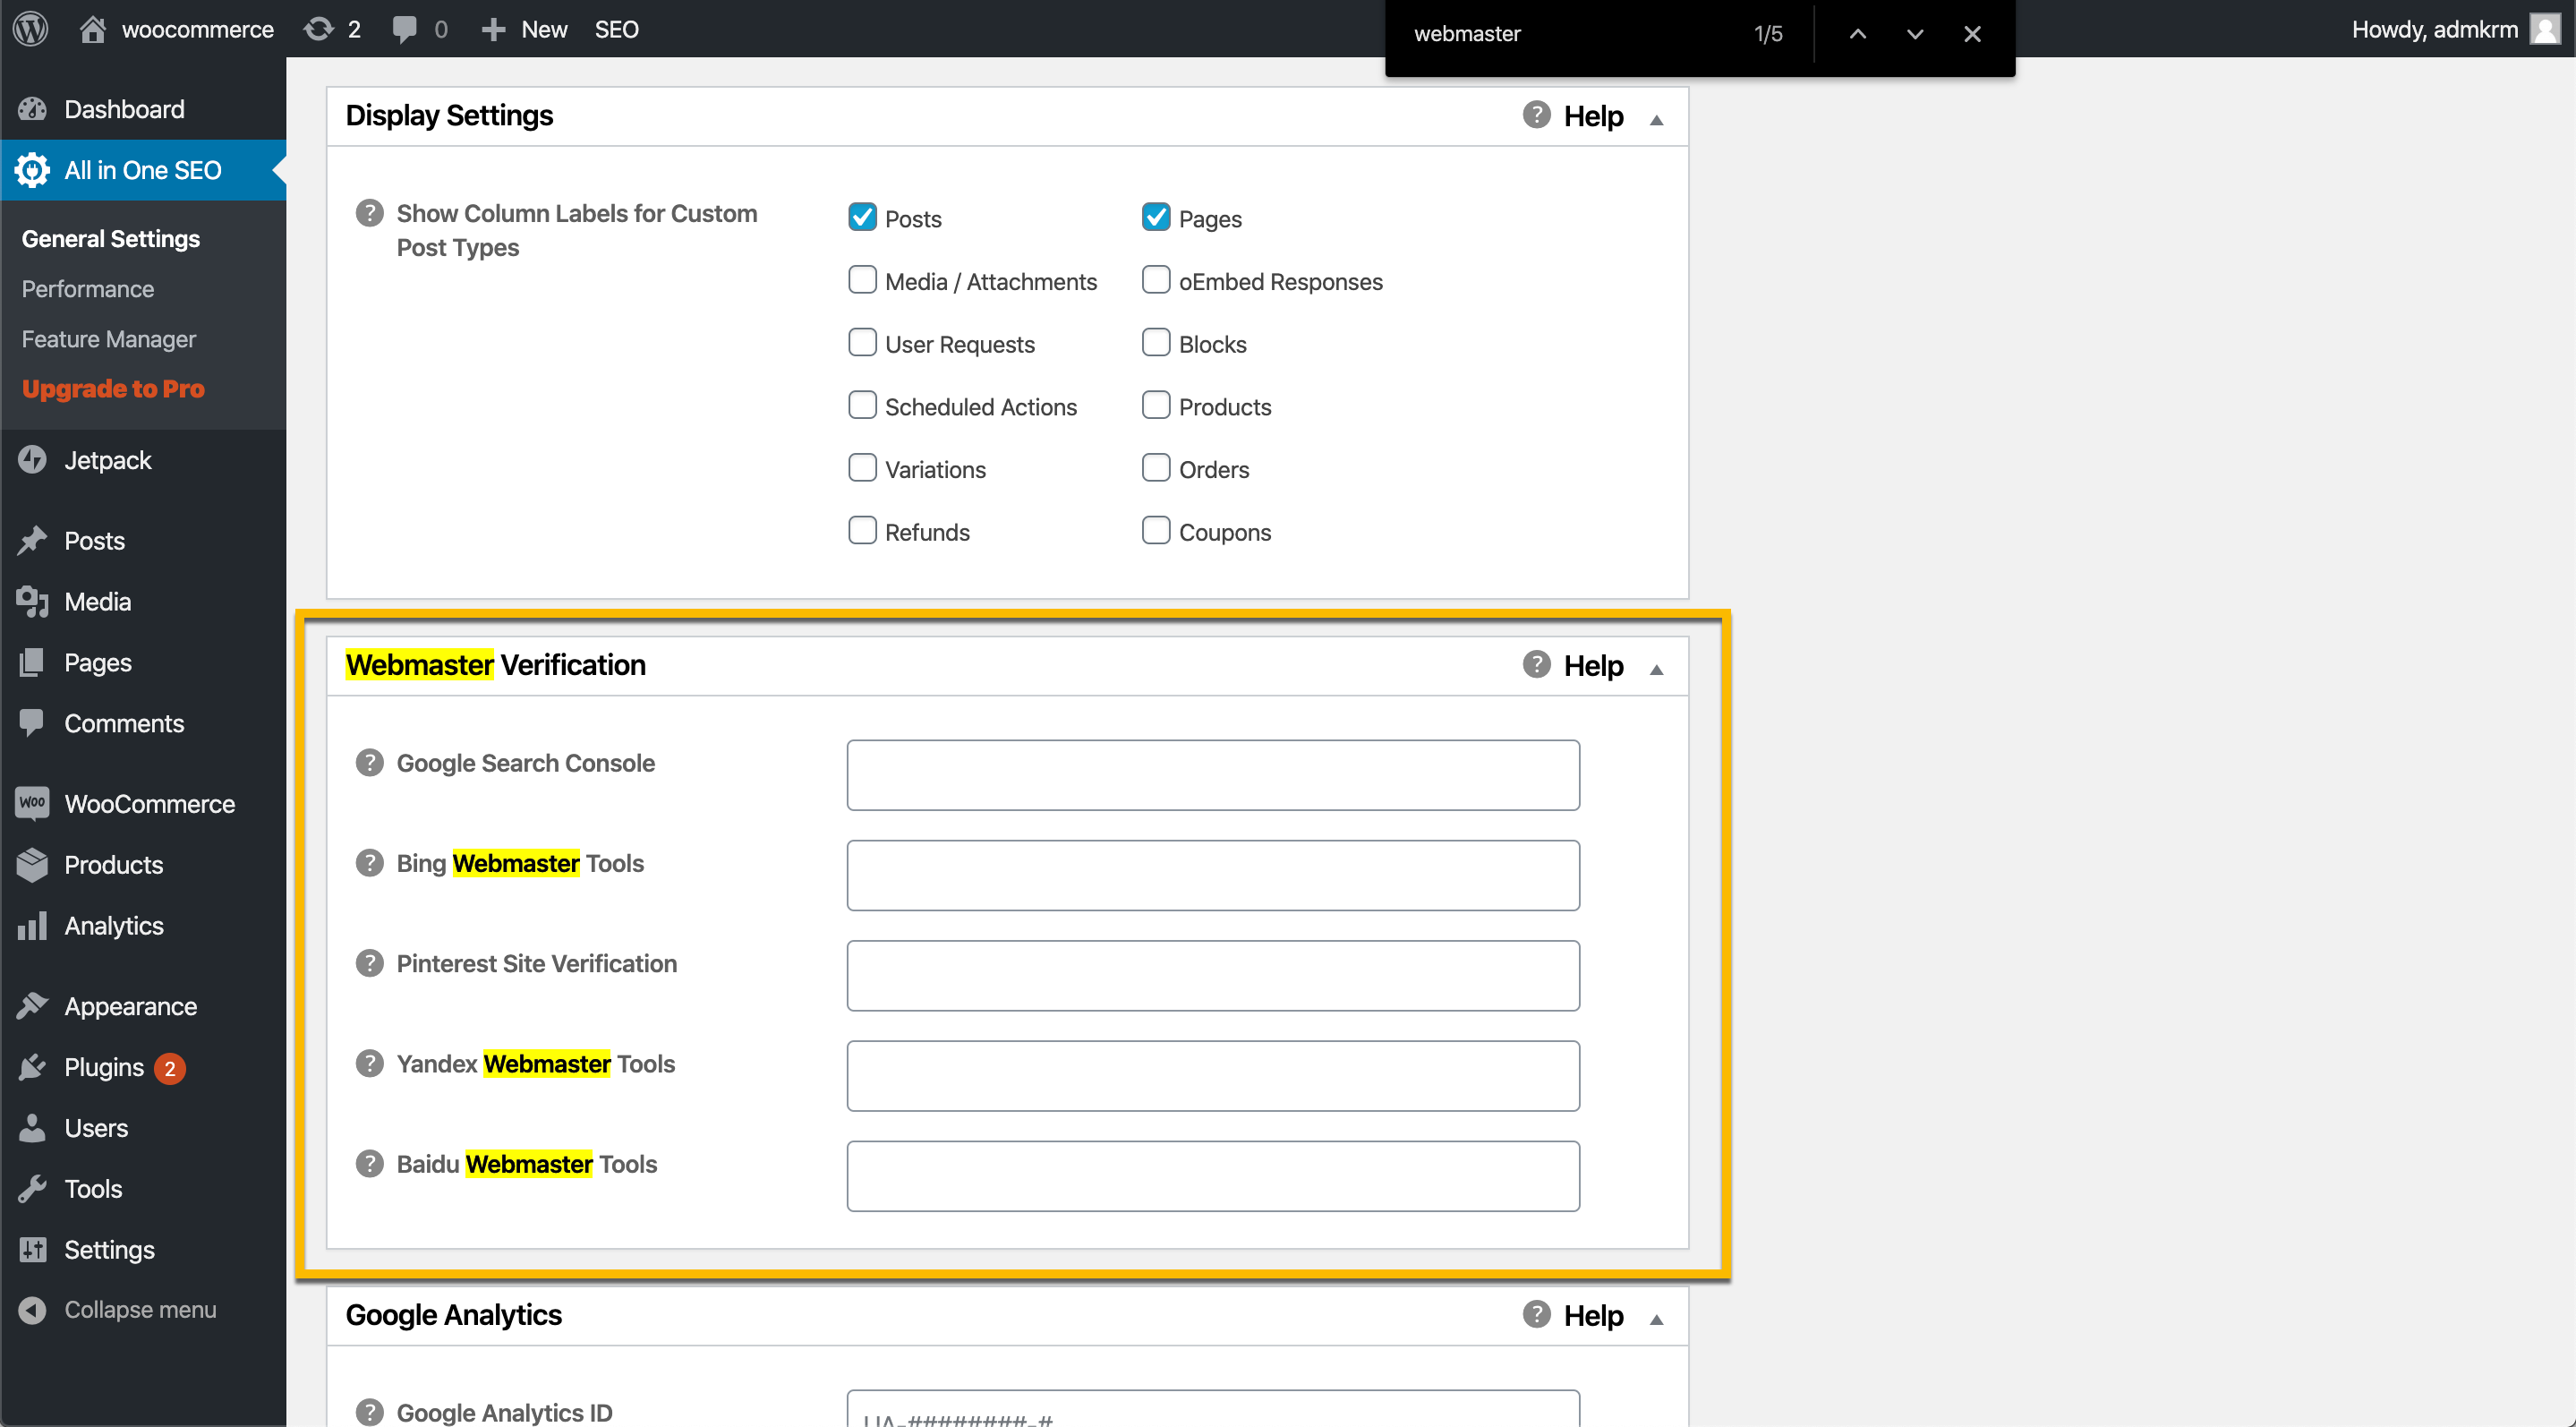 woocommerce 2 0 New SEO
webmaster 1/5
Howdy, admkrm
Dashboard
All in One SEO
General Settings
Performance
Feature Manager
Upgrade to Pro
Jetpack
Posts
Media
Pages
Comments
Woo WooCommerce
Products
Analytics
Appearance
Plugins 2
Users
Tools
Settings
Collapse menu
Display Settings ? Help
? Show Column Labels for Custom
Post Types
Posts Pages
Media / Attachments oEmbed Responses
User Requests Blocks
Scheduled Actions Products
Variations Orders
Refunds Coupons
Webmaster Verification ? Help
? Google Search Console
? Bing Webmaster Tools
? Pinterest Site Verification
? Yandex Webmaster Tools
? Baidu Webmaster Tools
Google Analytics ? Help
? Google Analytics ID UA-########-#